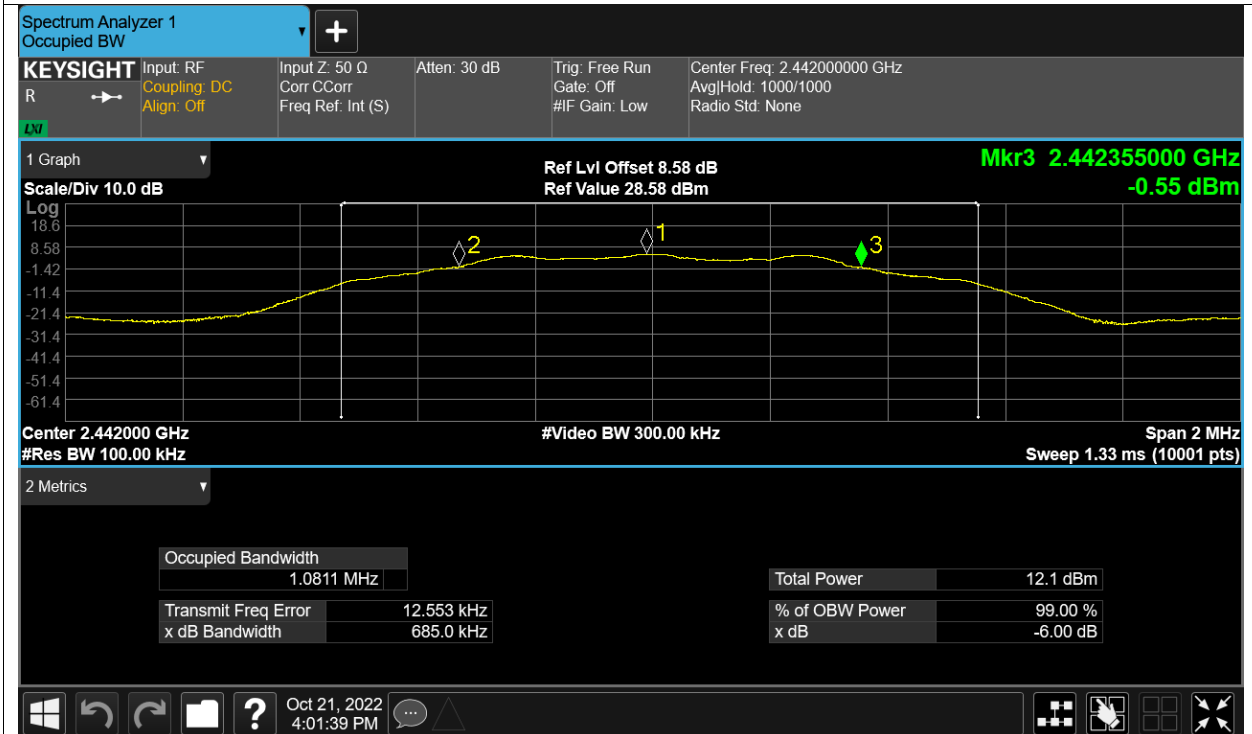 Spectrum Analyzer 1
Occupied BW
KEYSIGHT Input: RF Input Z: 50 Ω Atten: 30 dB Trig: Free Run Center Freq: 2.442000000 GHz
R Coupling: DC Corr CCorr Gate: Off Avg|Hold: 1000/1000
Align: Off Freq Ref: Int (S) #IF Gain: Low Radio Std: None
LXI
1 Graph Ref Lvl Offset 8.58 dB Mkr3 2.442355000 GHz
Scale/Div 10.0 dB Ref Value 28.58 dBm -0.55 dBm
Log
18.6
8.58
-1.42
-11.4
-21.4
-31.4
-41.4
-51.4
-61.4
2 1 3
Center 2.442000 GHz #Video BW 300.00 kHz Span 2 MHz
#Res BW 100.00 kHz Sweep 1.33 ms (10001 pts)
2 Metrics
Occupied Bandwidth
1.0811 MHz Total Power 12.1 dBm
Transmit Freq Error 12.553 kHz % of OBW Power 99.00 %
x dB Bandwidth 685.0 kHz x dB -6.00 dB
? Oct 21, 2022
4:01:39 PM